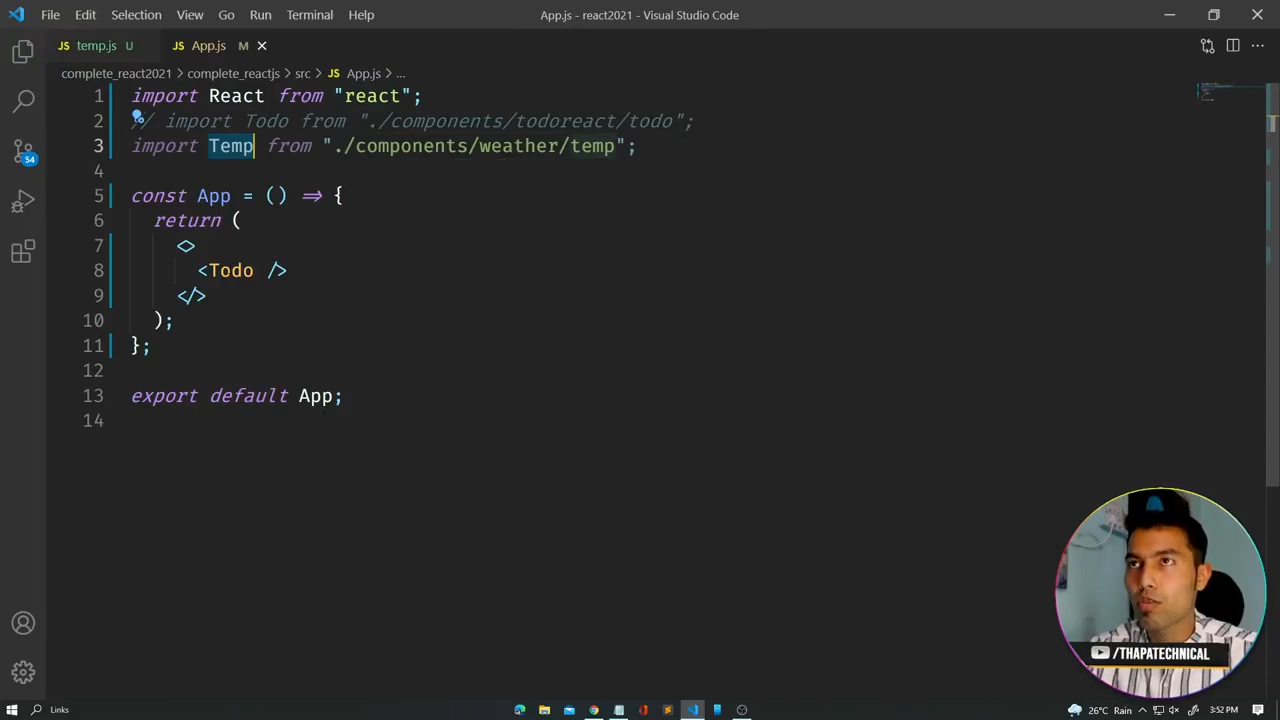 File Edit Selection View Go Run Terminal Help
App.js - react2021 - Visual Studio Code
JS temp.js U JS App.js M
complete_react2021 > complete_reactjs > src > JS App.js > ...
1 import React from "react";
2 // import Todo from "./components/todoreact/todo";
3 import Temp from "./components/weather/temp";
4
5 const App = () => {
6 return (
7 <>
8 <Todo />
9 </>
10 );
11 };
12
13 export default App;
14
54
/THAPATECHNICAL
Links
26°C Rain
3:52 PM